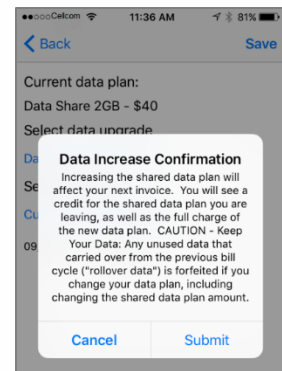 Celcom 11:36 AM 81%
Back Save
Current data plan:
Data Share 2GB - $40
Select data upgrade
Da
Data Increase Confirmation
Se
Increasing the shared data plan will
affect your next invoice. You will see a
credit for the shared data plan you are
Cu
leaving, as well as the full charge of
the new data plan. CAUTION - Keep
09
Your Data: Any unused data that
carried over from the previous bill
cycle ("rollover data") is forfeited if you
change your data plan, including
changing the shared data plan amount.
Cancel Submit